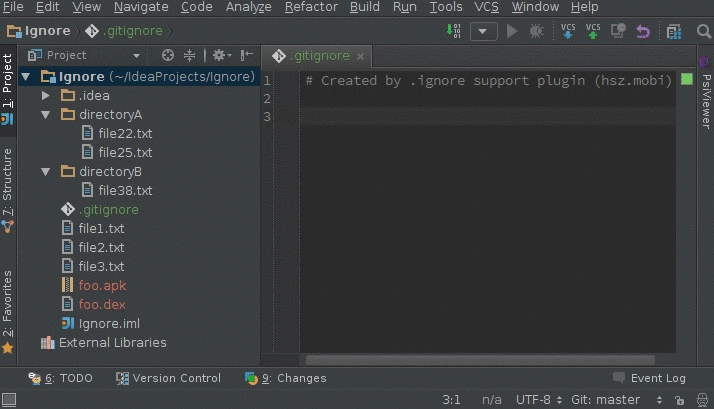 File Edit View Navigate Code Analyze Refactor Build Run Tools VCS Window Help
Ignore .gitignore
VCS VCS
1: Project
7: Structure
2: Favorites
Project
Ignore (~/IdeaProjects/Ignore)
.idea
directoryA
file22.txt
file25.txt
directoryB
file38.txt
.gitignore
file1.txt
file2.txt
file3.txt
foo.apk
foo.dex
Ignore.iml
External Libraries
.gitignore
1 # Created by .ignore support plugin (hsz.mobi)
2
3
PsiViewer
6: TODO Version Control 9: Changes Event Log
3:1 n/a UTF-8 Git: master